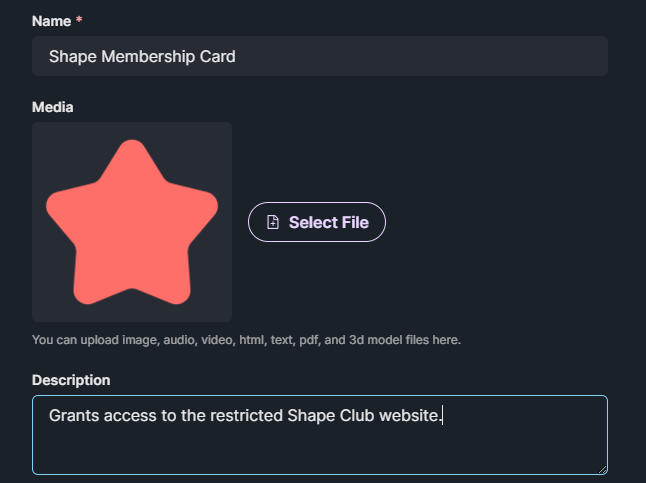 Name *
Shape Membership Card
Media
Select File
You can upload image, audio, video, html, text, pdf, and 3d model files here.
Description
Grants access to the restricted Shape Club website.